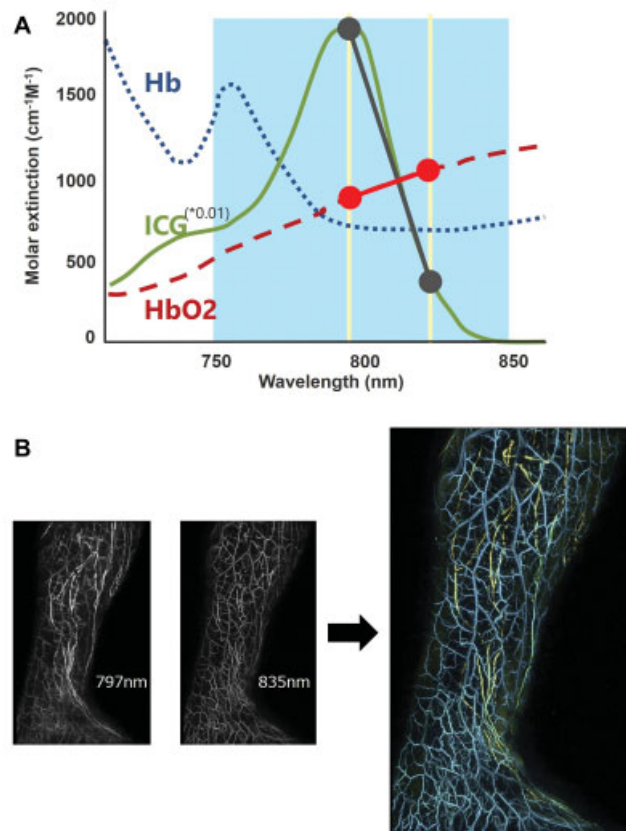 A
2000
1500
1000
500
0
Molar extinction (cm⁻¹M⁻¹)
Hb
ICG(*0.01)
HbO2
750
800
850
Wavelength (nm)
B
797nm
835nm